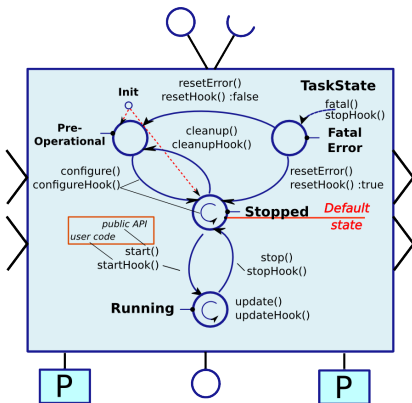 resetError()
resetHook() :false
TaskState
Init
fatal()
stopHook()
Pre-
Operational
cleanup()
cleanupHook()
Fatal
Error
configure()
configureHook()
resetError()
resetHook() :true
Stopped
Default
state
public API
user code
start()
startHook()
stop()
stopHook()
Running
update()
updateHook()
P
P